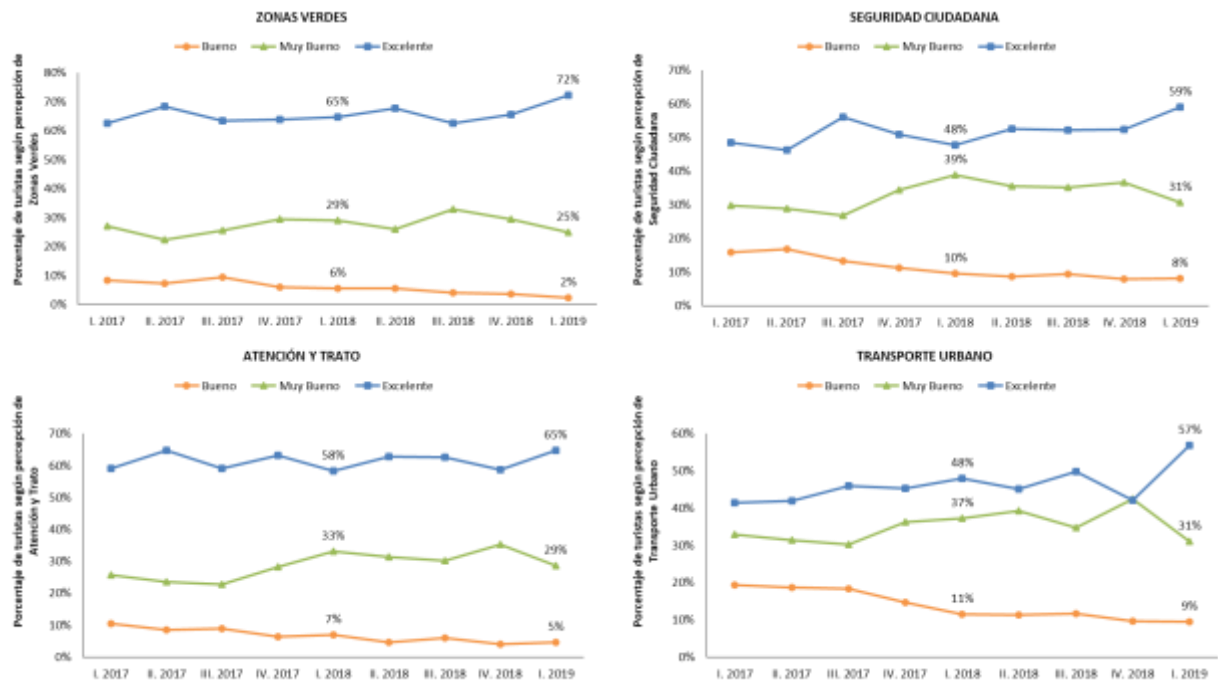 ZONAS VERDES
Bueno Muy Bueno Excelente
Porcentaje de turistas según percepción de
Zonas Verdes
80%
70%
60%
50%
40%
30%
20%
10%
0%
65%
72%
29%
25%
6%
2%
I. 2017 II. 2017 III. 2017 IV. 2017 I. 2018 II. 2018 III. 2018 IV. 2018 I. 2019
SEGURIDAD CIUDADANA
Bueno Muy Bueno Excelente
Porcentaje de turistas según percepción de
Seguridad Ciudadana
70%
60%
50%
40%
30%
20%
10%
0%
48%
59%
39%
31%
10%
8%
I. 2017 II. 2017 III. 2017 IV. 2017 I. 2018 II. 2018 III. 2018 IV. 2018 I. 2019
ATENCIÓN Y TRATO
Bueno Muy Bueno Excelente
Porcentaje de turistas según percepción de
Atención y Trato
70%
60%
50%
40%
30%
20%
10%
0%
58%
65%
33%
29%
7%
5%
I. 2017 II. 2017 III. 2017 IV. 2017 I. 2018 II. 2018 III. 2018 IV. 2018 I. 2019
TRANSPORTE URBANO
Bueno Muy Bueno Excelente
Porcentaje de turistas según percepción de
Transporte Urbano
60%
50%
40%
30%
20%
10%
0%
48%
57%
37%
31%
11%
9%
I. 2017 II. 2017 III. 2017 IV. 2017 I. 2018 II. 2018 III. 2018 IV. 2018 I. 2019